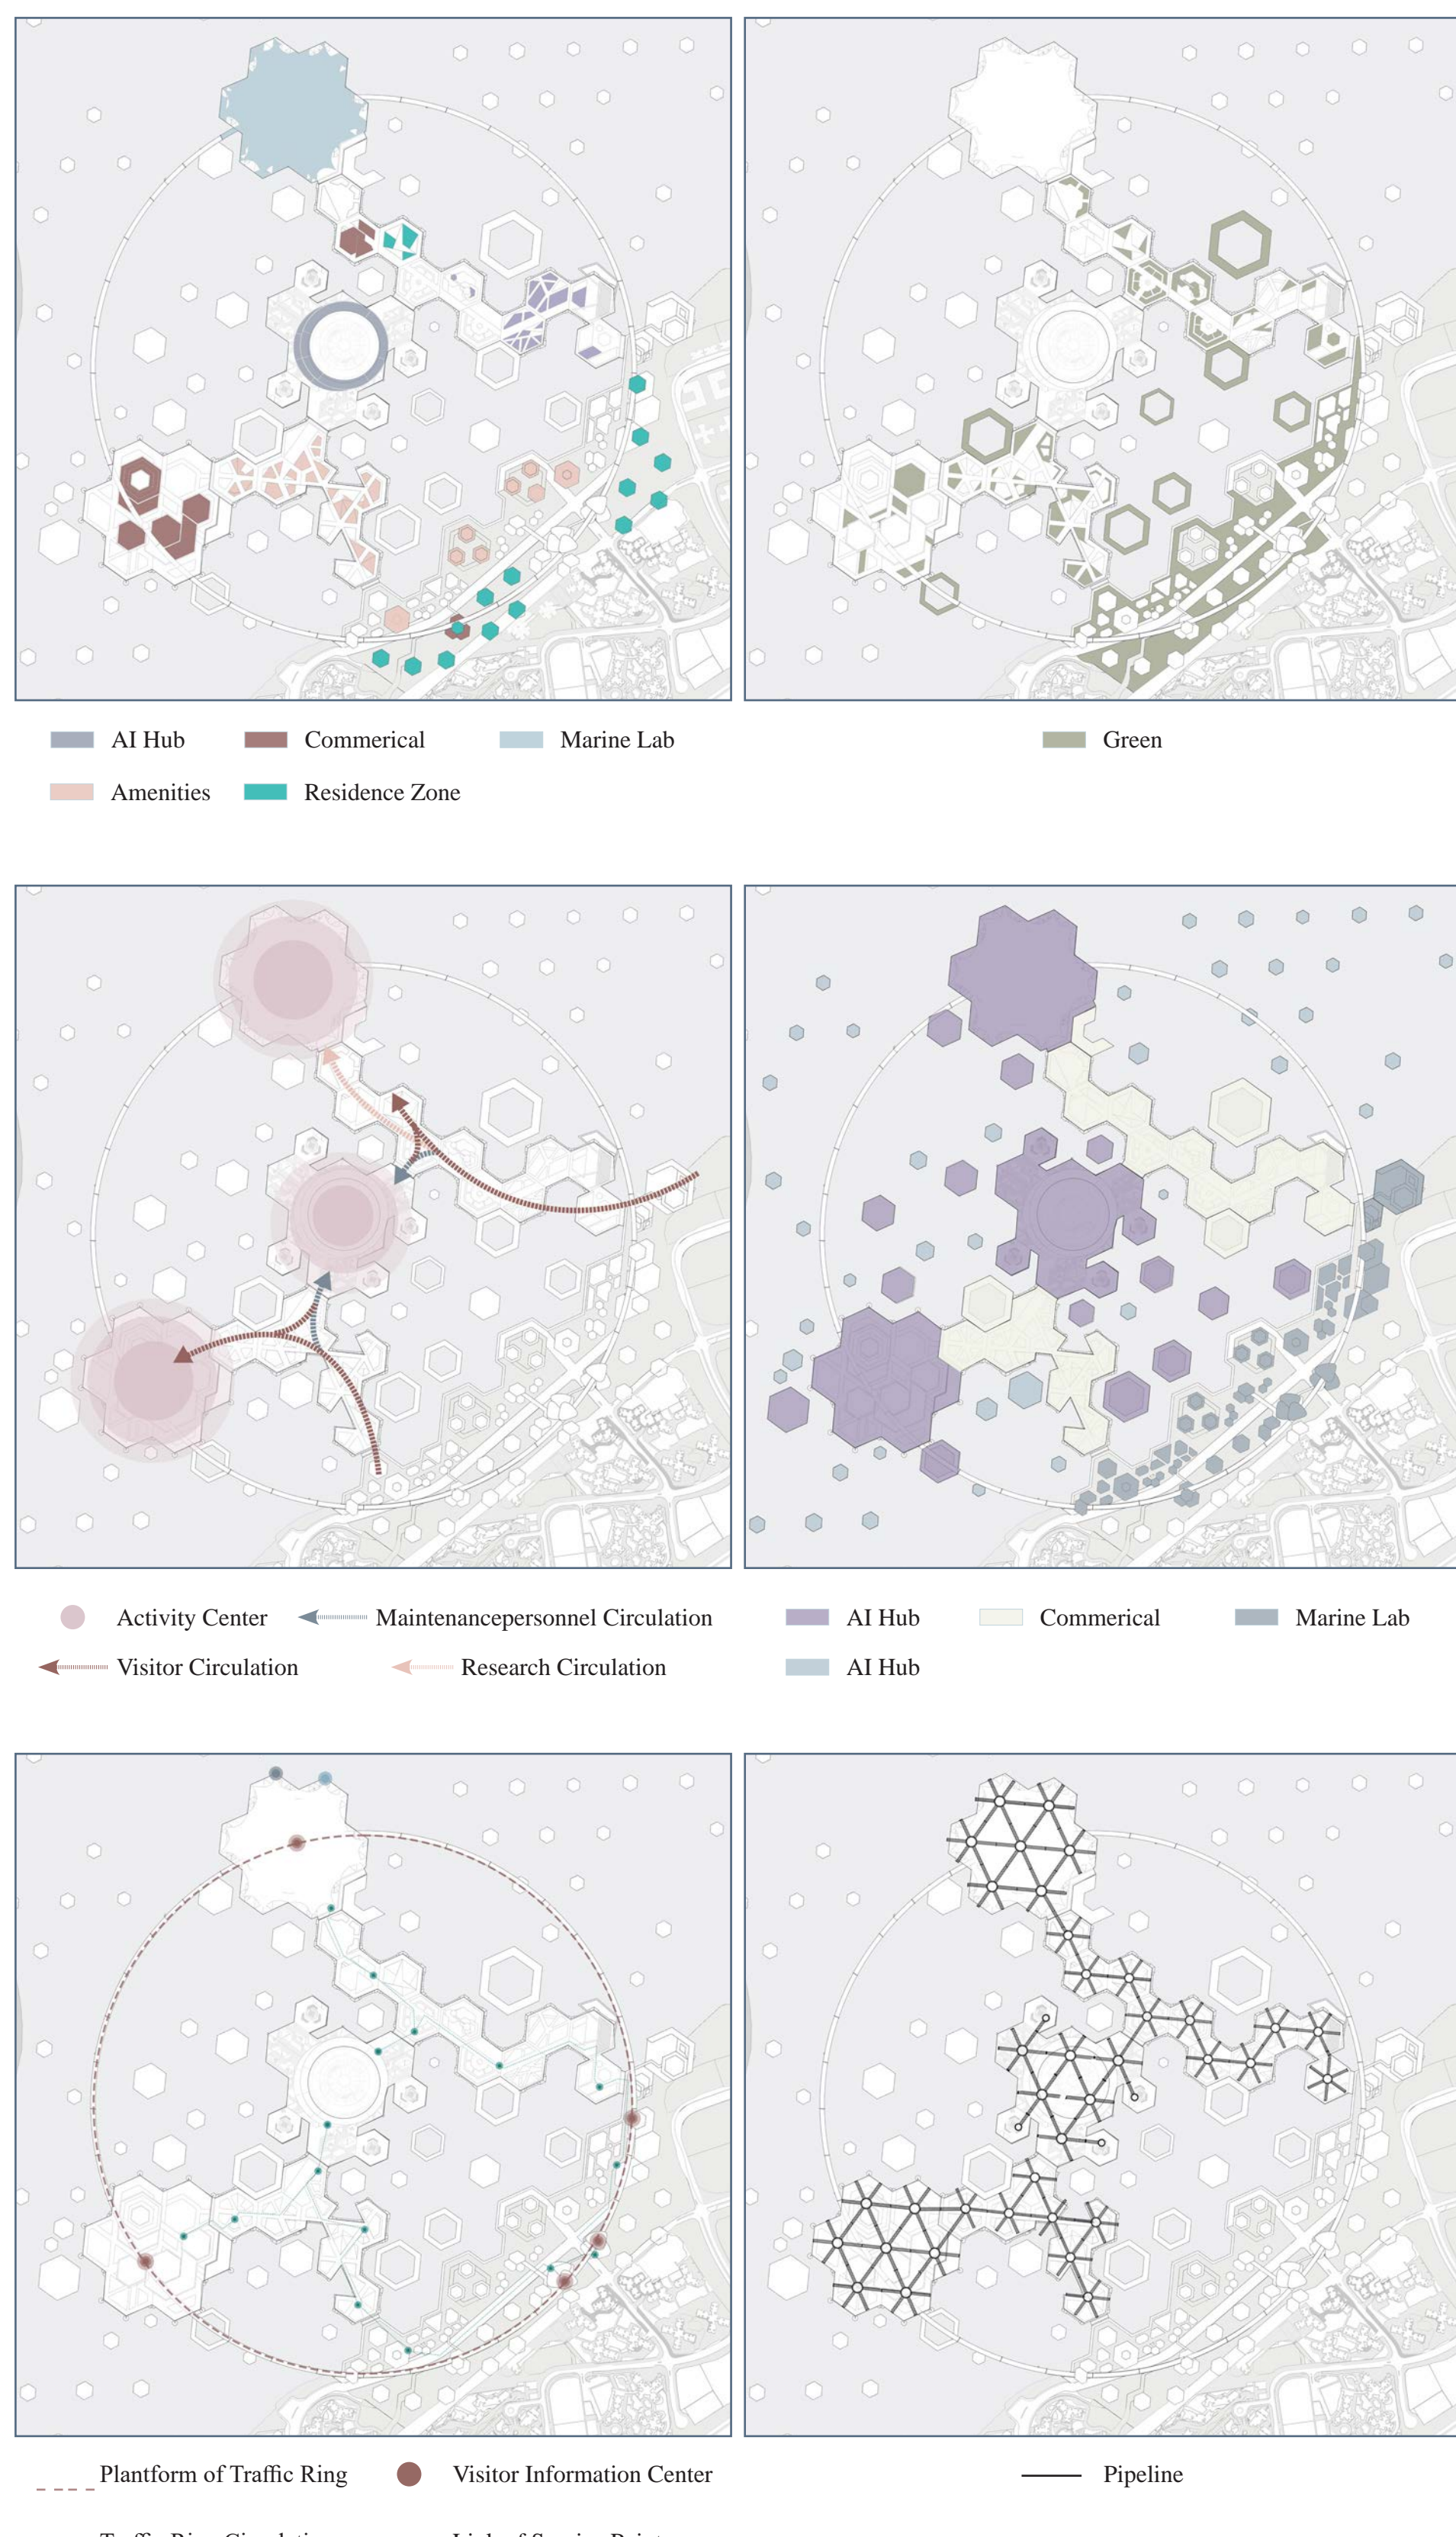 AI Hub Commerical Marine Lab Green
Amenities Residence Zone
Activity Center Maintenancepersonnel Circulation AI Hub Commerical Marine Lab
Visitor Circulation Research Circulation AI Hub
Plantform of Traffic Ring Visitor Information Center Pipeline